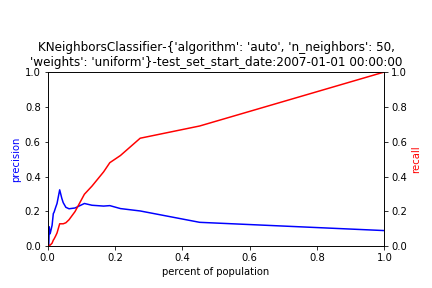 KNeighborsClassifier-{'algorithm': 'auto', 'n_neighbors': 50,
'weights': 'uniform'}-test_set_start_date:2007-01-01 00:00:00
1.0
0.8
0.6
0.4
0.2
0.0
precision
1.0
0.8
0.6
0.4
0.2
0.0
recall
0.0 0.2 0.4 0.6 0.8 1.0
percent of population